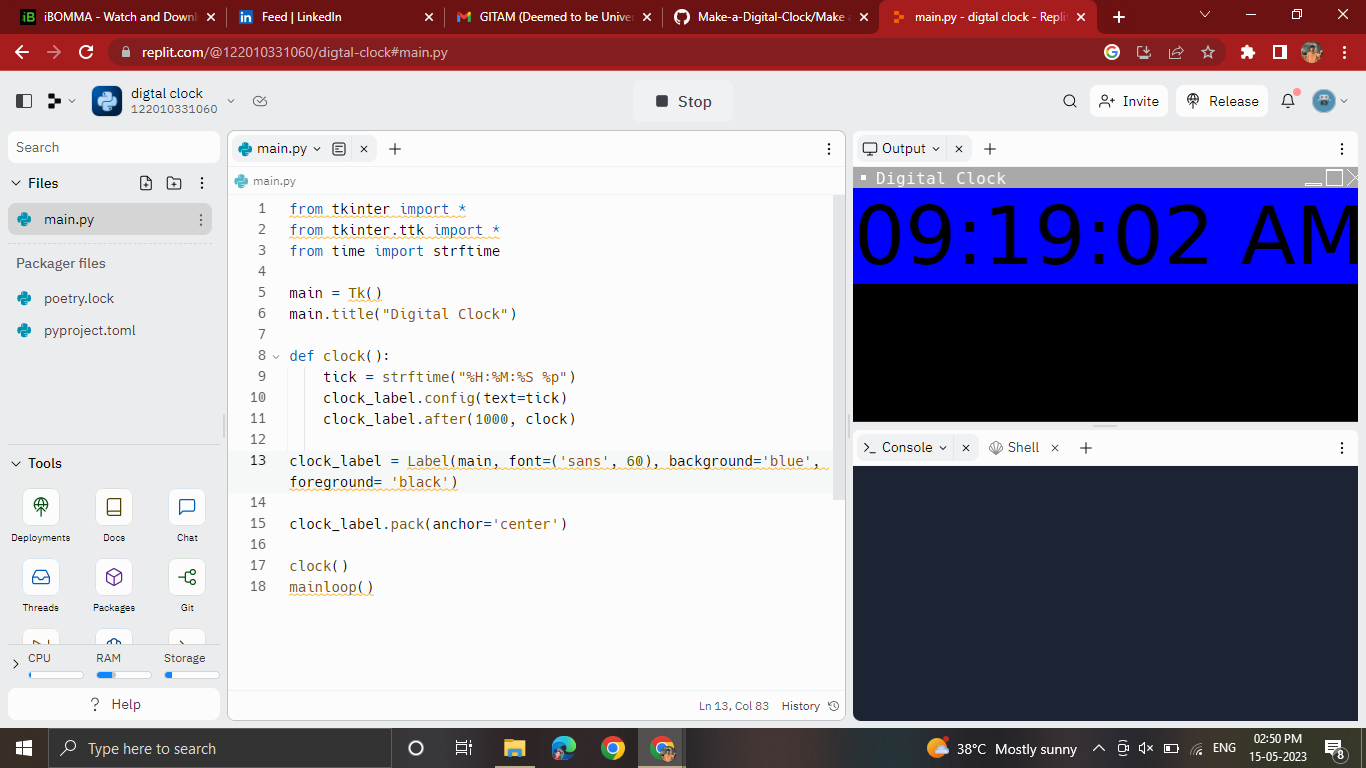 iBOMMA - Watch and Downl
Feed | LinkedIn
GITAM (Deemed to be Univer
Make-a-Digital-Clock/Make
main.py - digtal clock - Replit
replit.com/@122010331060/digtal-clock#main.py
digtal clock
122010331060
Stop
Invite
Release
Search
Files
main.py
Packager files
poetry.lock
pyproject.toml
Tools
Deployments
Docs
Chat
Threads
Packages
Git
CPU
RAM
Storage
? Help
main.py
main.py
1 from tkinter import *
2 from tkinter.ttk import *
3 from time import strftime
4
5 main = Tk()
6 main.title("Digital Clock")
7
8 def clock():
9     tick = strftime("%H:%M:%S %p")
10     clock_label.config(text=tick)
11     clock_label.after(1000, clock)
12
13 clock_label = Label(main, font=('sans', 60), background='blue',
foreground= 'black')
14
15 clock_label.pack(anchor='center')
16
17 clock()
18 mainloop()
Ln 13, Col 83
History
Output
Digital Clock
09:19:02 AM
Console
Shell
Type here to search
38°C Mostly sunny
ENG
02:50 PM
15-05-2023
8